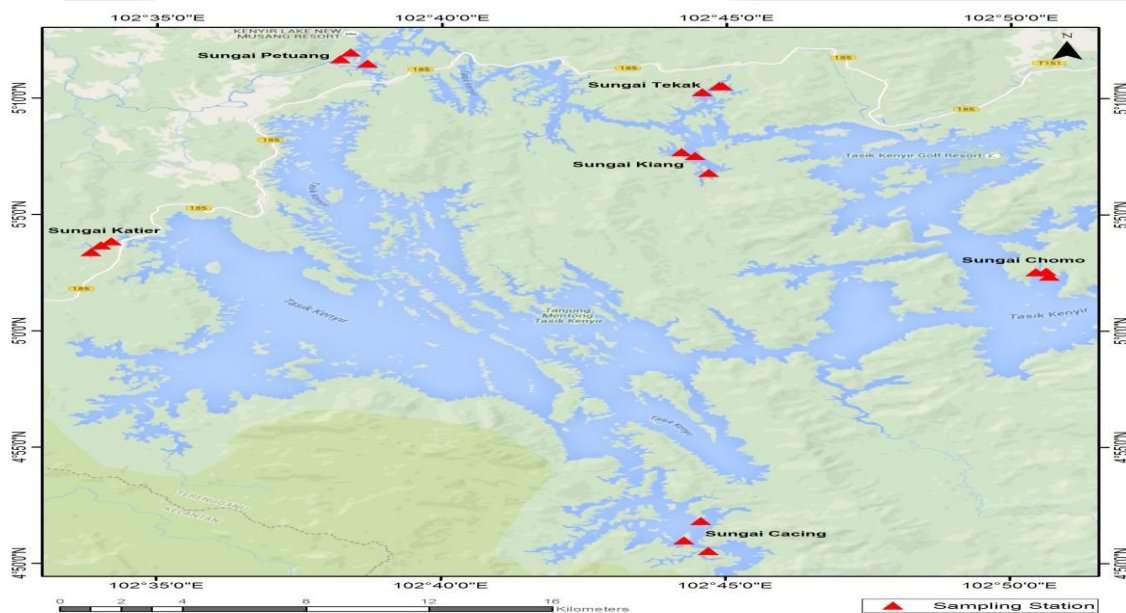 102°35'0"E 102°40'0"E 102°45'0"E 102°50'0"E
KENYIR LAKE NEW
MUSANG RESORT
Sungai Petuang
N
185
185
T151
Sungai Tekak
5°10'0"N
5°10'0"N
185
185
Sungai Kiang
Tasik Kenyir Golf Resort
Tasik Kenyir
185
5°5'0"N
5°5'0"N
Sungai Katier
Sungai Chomo
185
Tasik Kenyir
Tanjung
Mentong
Tasik Kenyir
Tasik Kenyir
5°0'0"N
5°0'0"N
Tasik Kenyir
4°55'0"N
4°55'0"N
TERENGGANU
KELANTAN
Sungai Cacing
4°50'0"N
4°50'0"N
102°35'0"E 102°40'0"E 102°45'0"E 102°50'0"E
0 2 4 8 12 16
Kilometers
Sampling Station